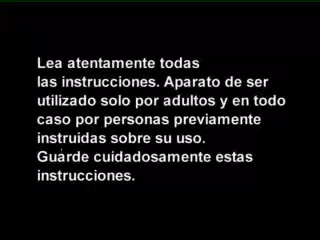 Lea atentamente todas
las instrucciones. Aparato de ser
utilizado solo por adultos y en todo
caso por personas previamente
instruidas sobre su uso.
Guarde cuidadosamente estas
instrucciones.